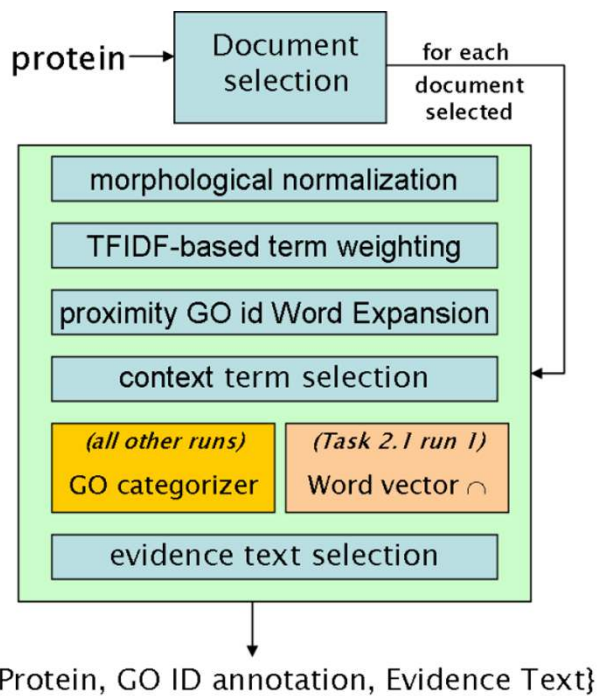 protein
Document
selection
for each
document
selected
morphological normalization
TFIDF-based term weighting
proximity GO id Word Expansion
context term selection
(all other runs)
GO categorizer
(Task 2.1 run 1)
Word vector ∩
evidence text selection
Protein, GO ID annotation, Evidence Text}